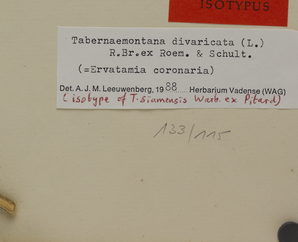 ISOTYPUS
Tabernaemontana divaricata (L.)
R.Br.ex Roem. & Schult.
(=Ervatamia coronaria)
Det. A. J. M. Leeuwenberg, 1988 Herbarium Vadense (WAG)
(isotype of T. siamensis Warb. ex Pitard)
133/115